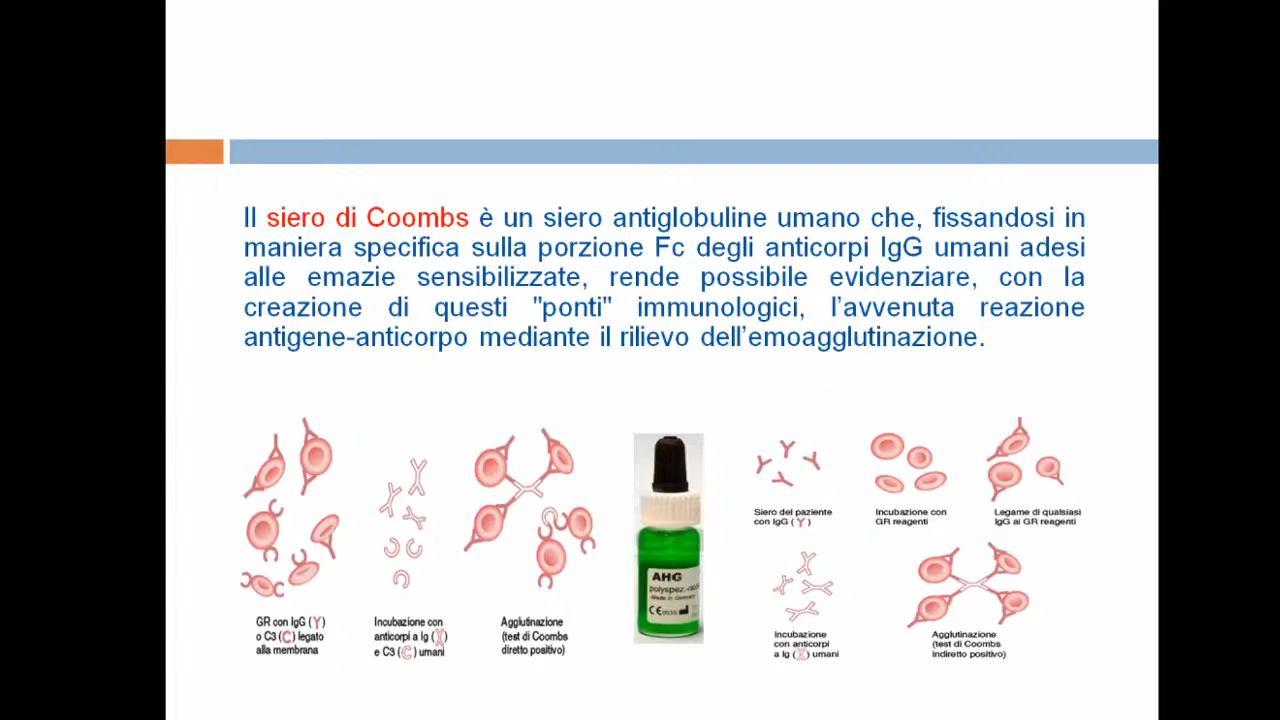 Il siero di Coombs è un siero antiglobuline umano che, fissandosi in
maniera specifica sulla porzione Fc degli anticorpi IgG umani adesi
alle emazie sensibilizzate, rende possibile evidenziare, con la
creazione di questi "ponti" immunologici, l’avvenuta reazione
antigene-anticorpo mediante il rilievo dell’emoagglutinazione.
GR con IgG (Y)
o C3 (C) legato
alla membrana
Incubazione con
anticorpi a Ig (X)
e C3 (C) umani
Agglutinazione
(test di Coombs
diretto positivo)
AHG
Made in Germany
CE
Siero del paziente
con IgG (Y)
Incubazione con
GR reagenti
Legame di qualsiasi
IgG ai GR reagenti
Incubazione
con anticorpi
a Ig (X) umani
Agglutinazione
(test di Coombs
indiretto positivo)